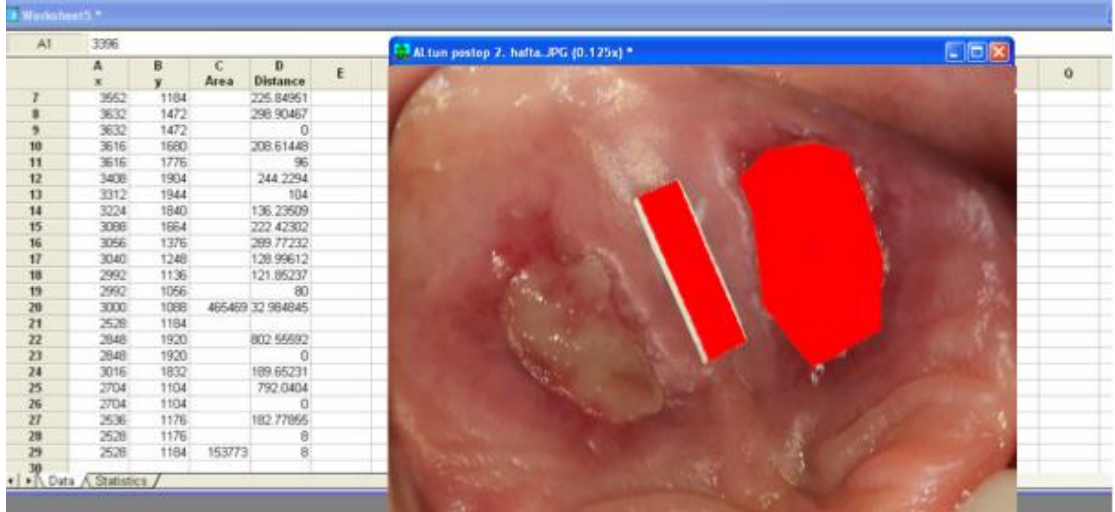 Worksheet5 *
A1 3396
Altun postop 2. hafta.JPG (0.125x) *
A B C D E O
x y Area Distance
7 3552 1184 225.84951
8 3632 1472 298.90467
9 3632 1472 0
10 3616 1680 208.61448
11 3616 1776 96
12 3408 1904 244.2294
13 3312 1944 104
14 3224 1840 136.23509
15 3088 1664 222.42302
16 3056 1376 289.77232
17 3040 1248 128.99612
18 2992 1136 121.85237
19 2992 1056 80
20 3000 1088 465469 32.984845
21 2528 1184
22 2848 1920 802.55592
23 2848 1920 0
24 3016 1832 189.65231
25 2704 1104 792.0404
26 2704 1104 0
27 2536 1176 182.77855
28 2528 1176 8
29 2528 1184 153773 8
30
Data Statistics